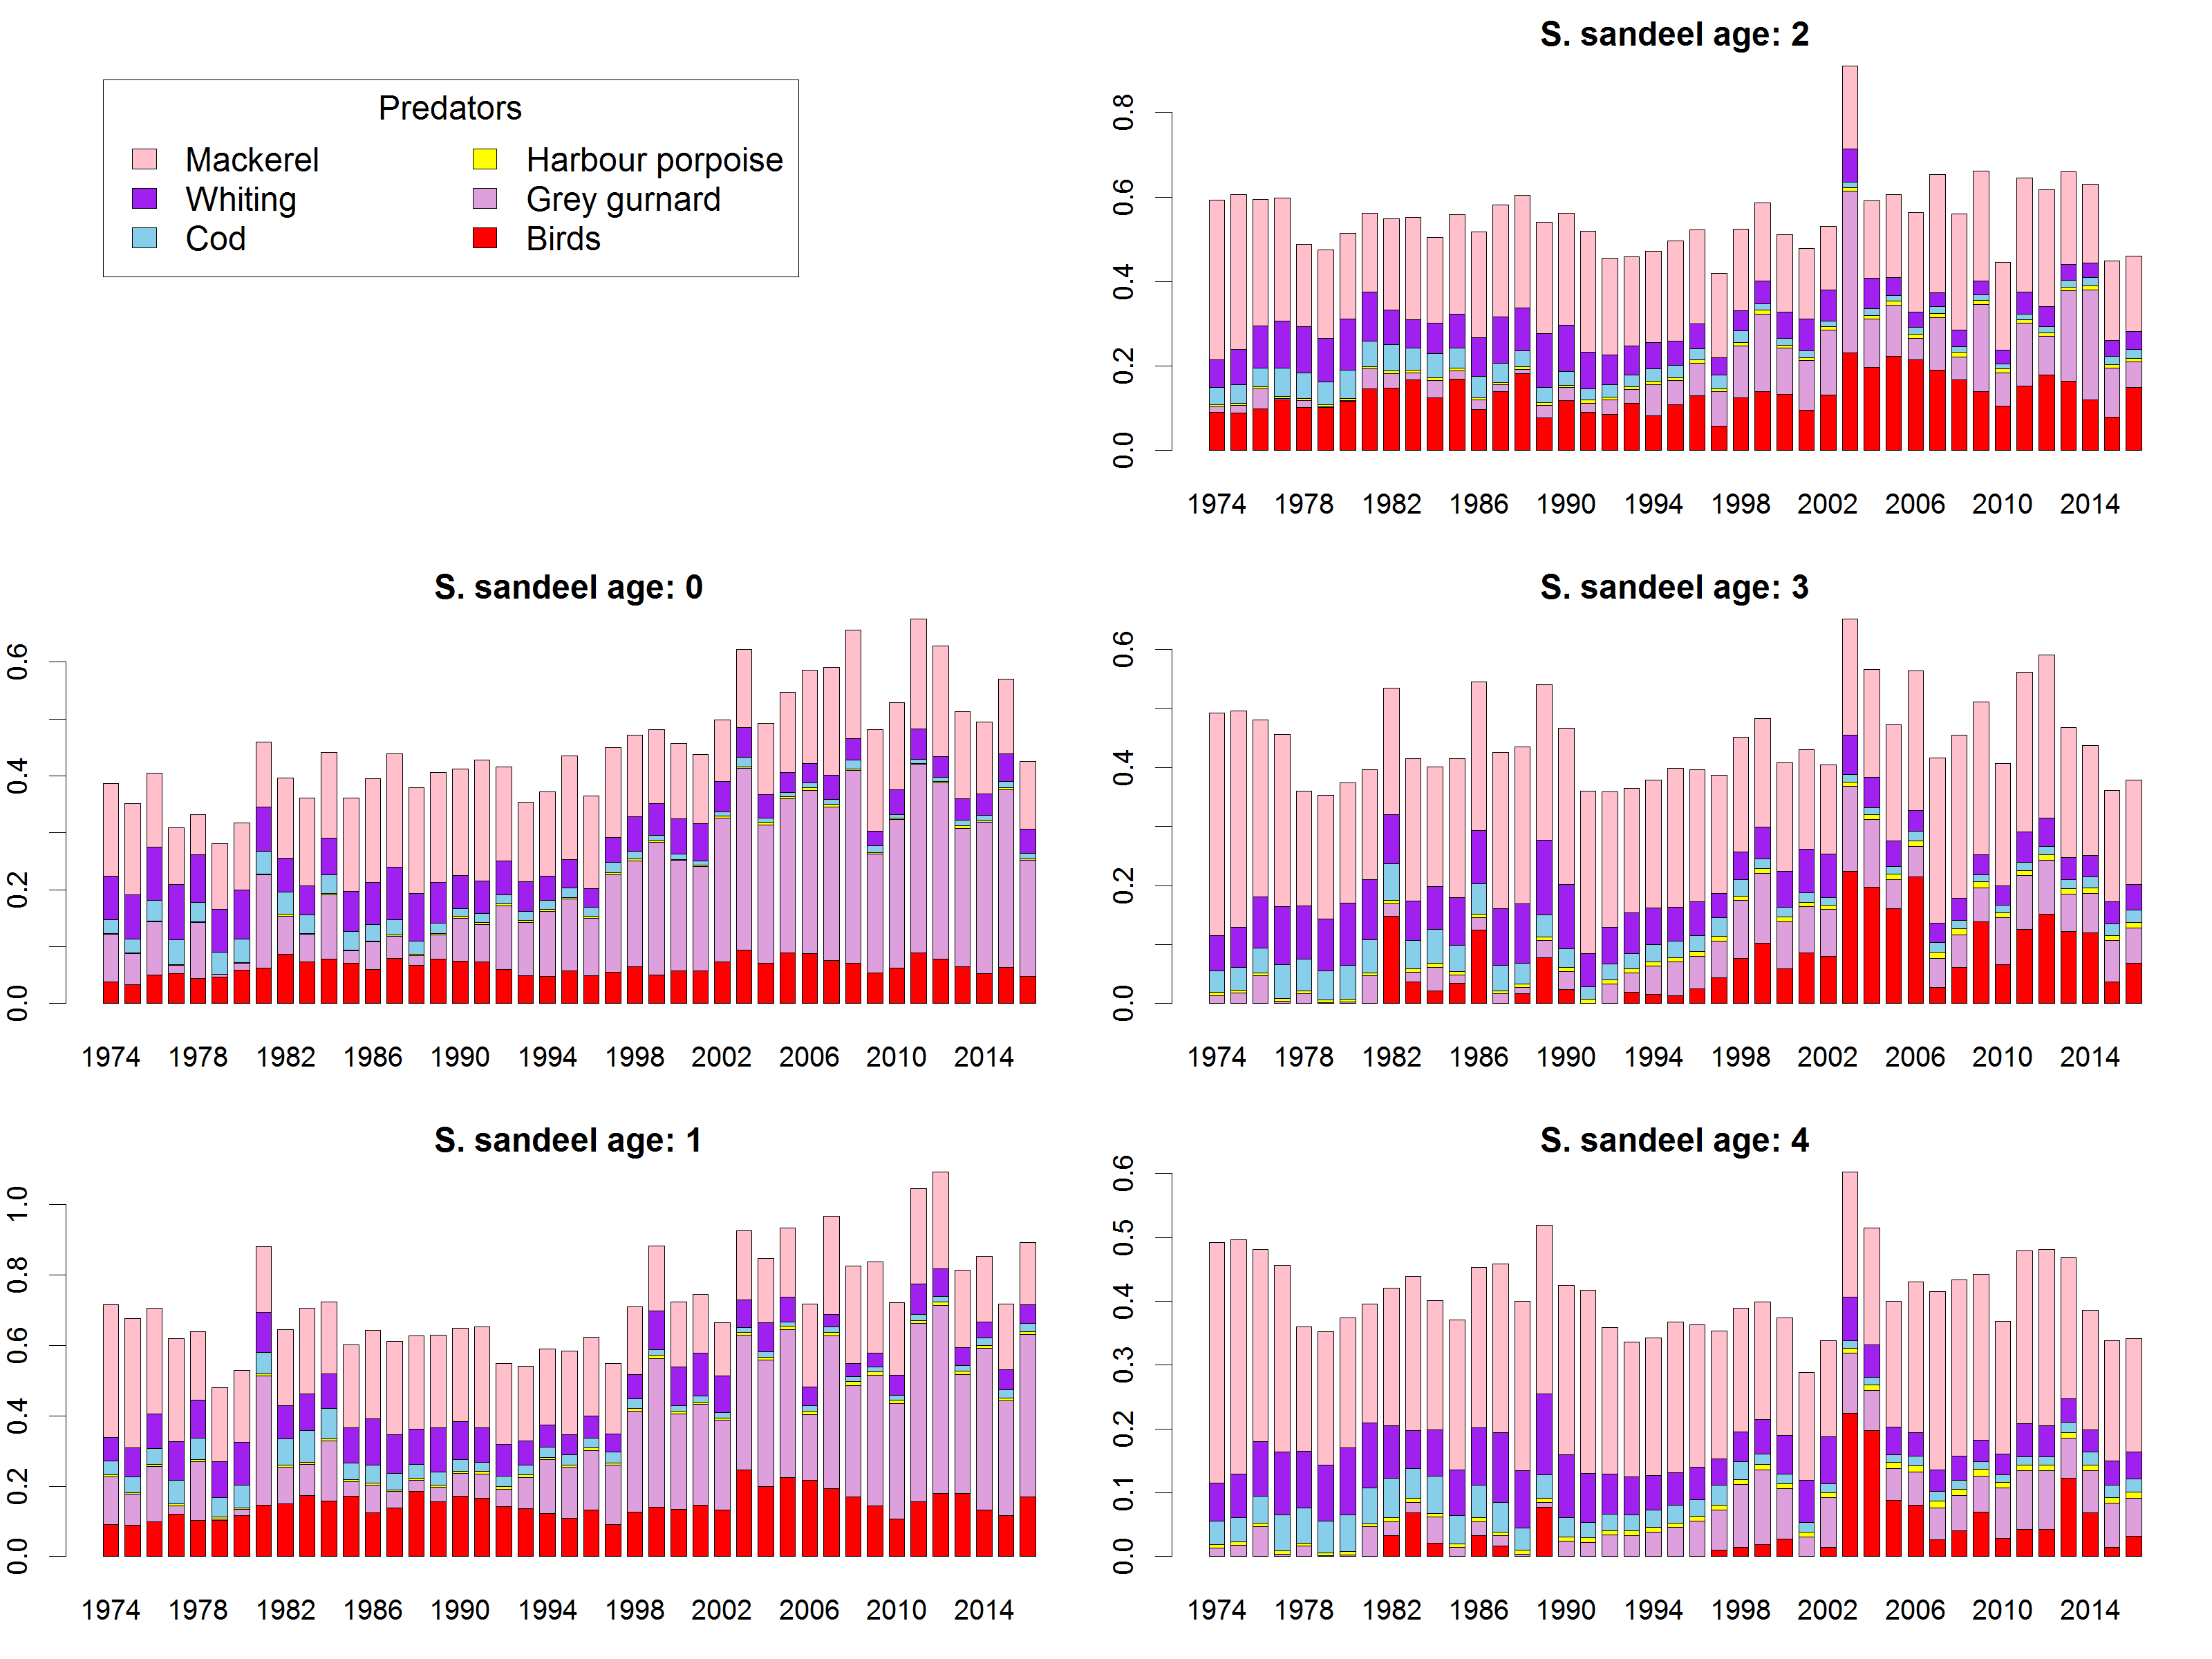 Predators
Mackerel Harbour porpoise
Whiting Grey gurnard
Cod Birds
S. sandeel age: 2
0.0 0.2 0.4 0.6 0.8
1974 1978 1982 1986 1990 1994 1998 2002 2006 2010 2014
S. sandeel age: 0
0.0 0.2 0.4 0.6
1974 1978 1982 1986 1990 1994 1998 2002 2006 2010 2014
S. sandeel age: 3
0.0 0.2 0.4 0.6
1974 1978 1982 1986 1990 1994 1998 2002 2006 2010 2014
S. sandeel age: 1
0.0 0.2 0.4 0.6 0.8 1.0
1974 1978 1982 1986 1990 1994 1998 2002 2006 2010 2014
S. sandeel age: 4
0.0 0.1 0.2 0.3 0.4 0.5 0.6
1974 1978 1982 1986 1990 1994 1998 2002 2006 2010 2014